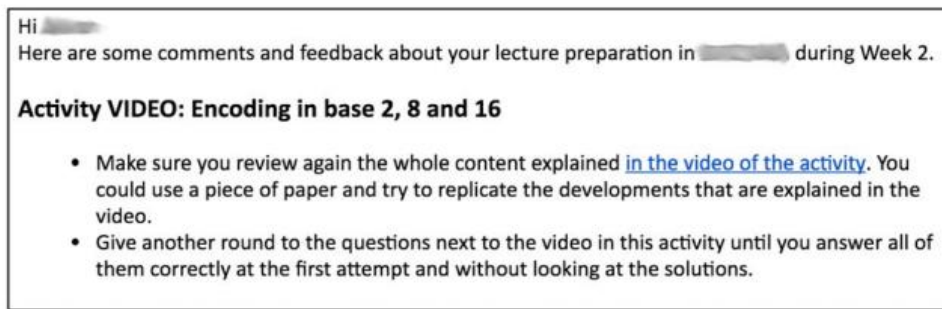 Hi
Here are some comments and feedback about your lecture preparation in during Week 2.
Activity VIDEO: Encoding in base 2, 8 and 16
• Make sure you review again the whole content explained in the video of the activity. You
could use a piece of paper and try to replicate the developments that are explained in the
video.
• Give another round to the questions next to the video in this activity until you answer all of
them correctly at the first attempt and without looking at the solutions.